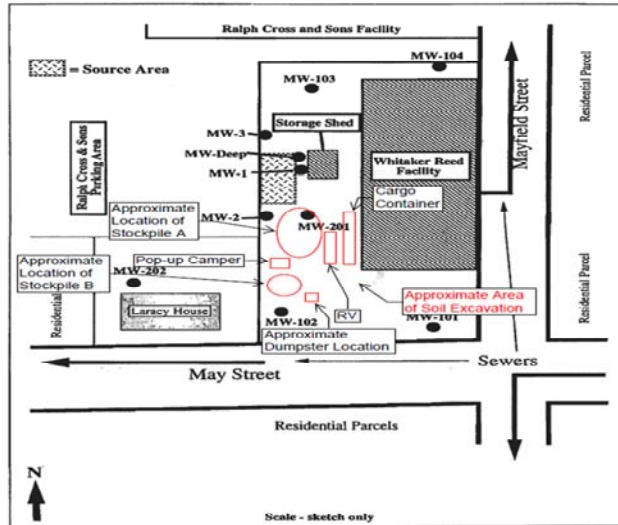 Ralph Cross and Sons Facility
= Source Area
MW-104
MW-103
Storage Shed
MW-3
MW-Deep
MW-1
Ralph Cross & Sons
Parking Area
Whitaker Reed
Facility
Cargo
Container
Mayfield Street
Residential Parcel
Residential Parcel
Approximate
Location of
Stockpile A
MW-2
MW-201
Pop-up Camper
Approximate
Location of
Stockpile B
MW-202
Residential
Laracy House
RV
Approximate Area
of Soil Excavation
MW-102
MW-101
Approximate
Dumpster Location
Sewers
May Street
Residential Parcels
N
Scale - sketch only